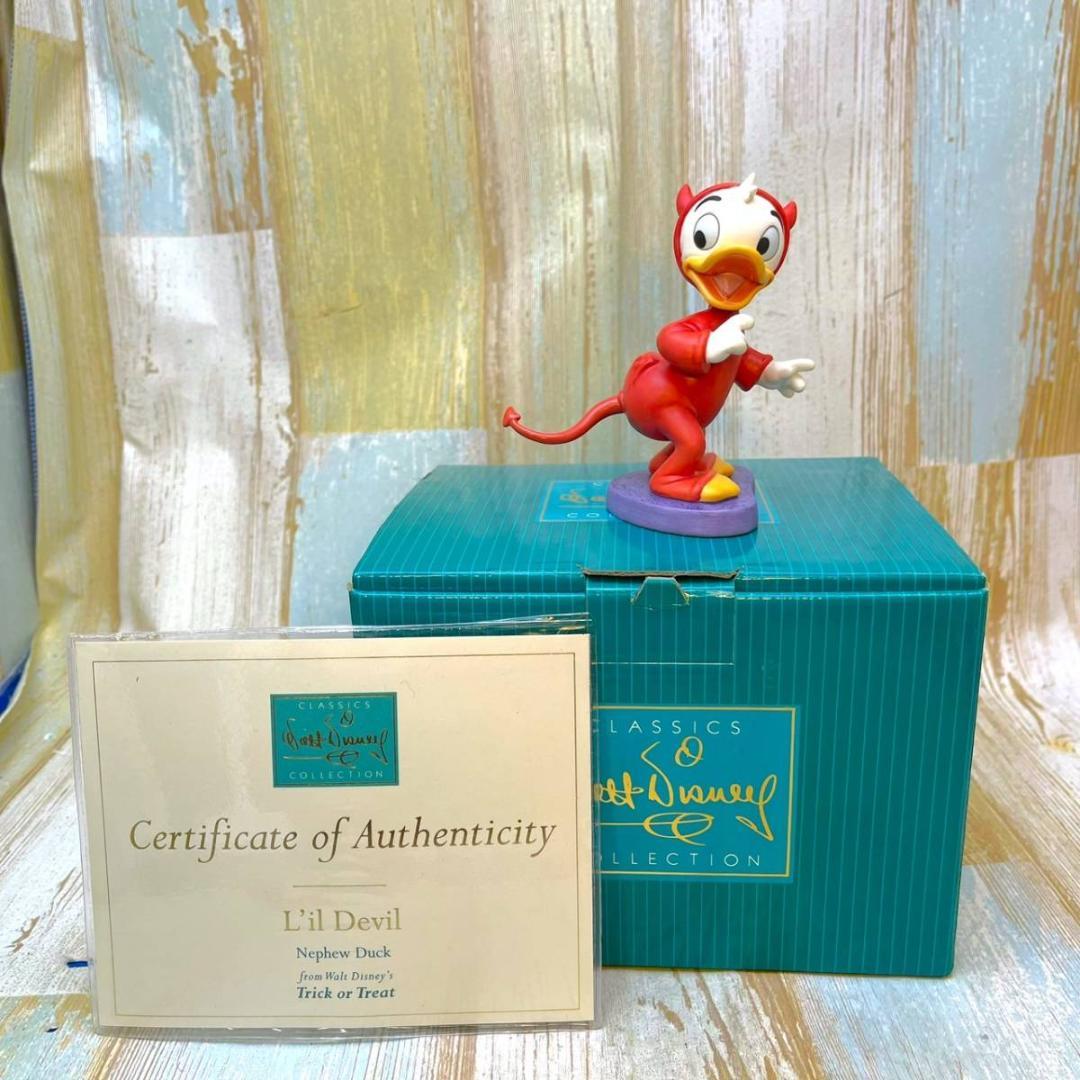 CLASSICS
Walt Disney
COLLECTION
Certificate of Authenticity
L'il Devil
Nephew Duck
from Walt Disney's
Trick or Treat
CLASSICS
Walt Disney
COLLECTION